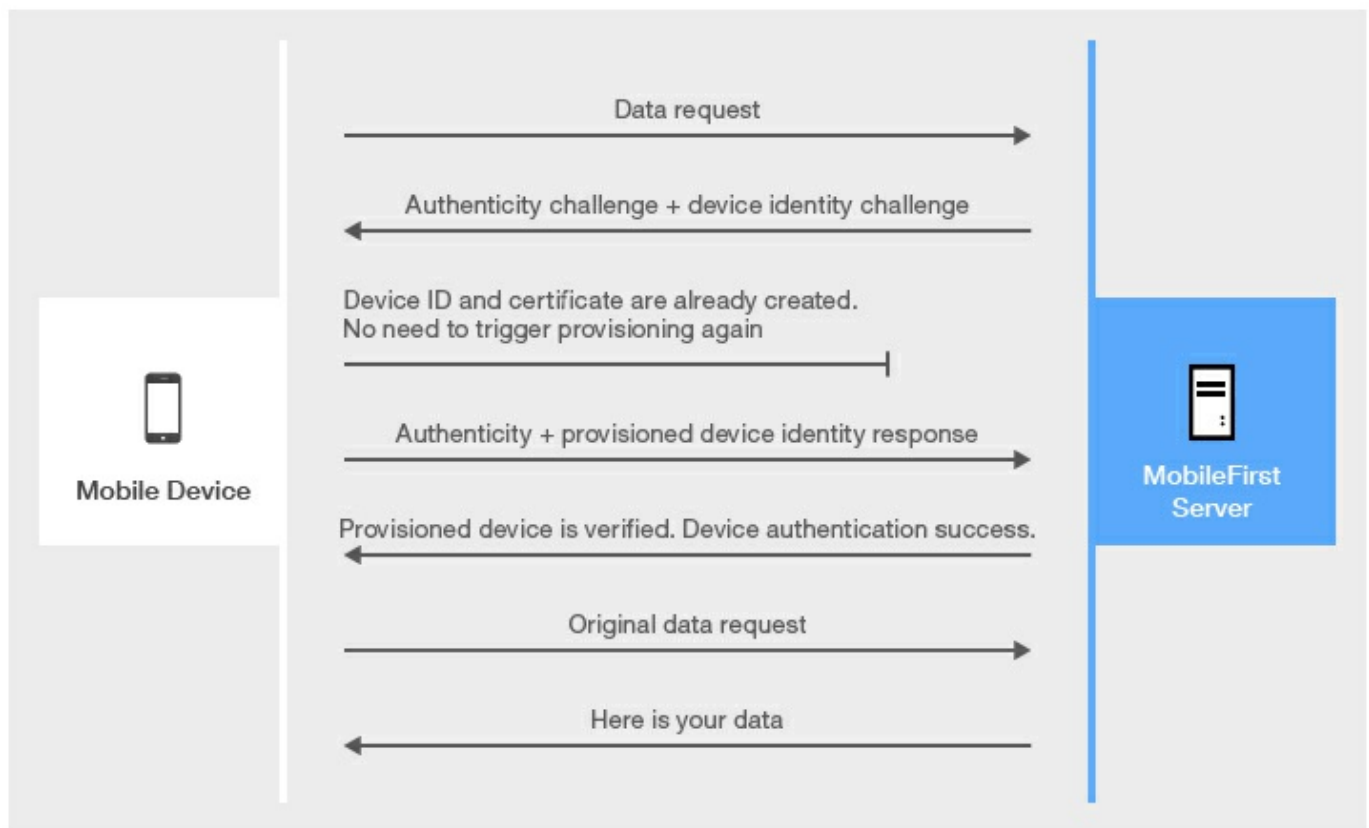 Data request
Authenticity challenge + device identity challenge
Device ID and certificate are already created.
No need to trigger provisioning again
Authenticity + provisioned device identity response
Mobile Device
MobileFirst
Server
Provisioned device is verified. Device authentication success.
Original data request
Here is your data